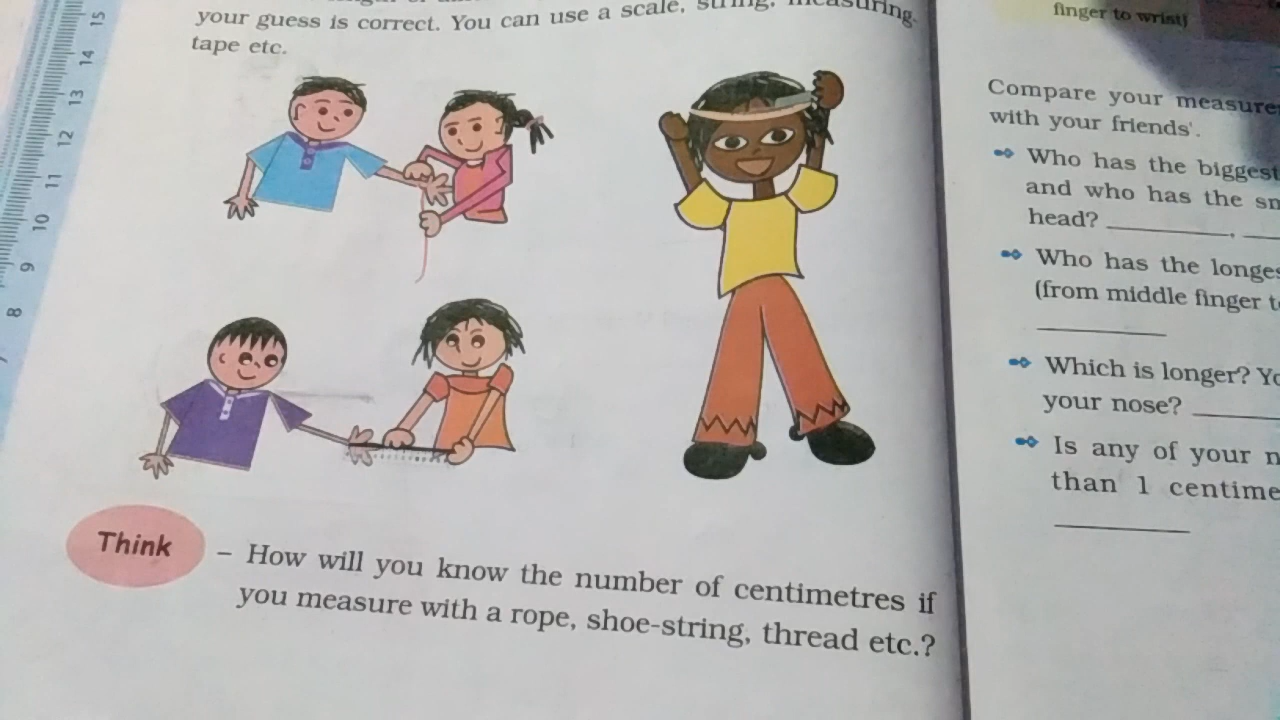 your guess is correct. You can use a scale, string, measuring
tape etc.
15
14
13
12
11
10
9
8
Think
– How will you know the number of centimetres if
you measure with a rope, shoe-string, thread etc.?
finger to wrist)
Compare your measure
with your friends'.
Who has the biggest
and who has the
head?
Who has the
(from middle finger
Which is longer?
your nose?
Is any of your
than 1